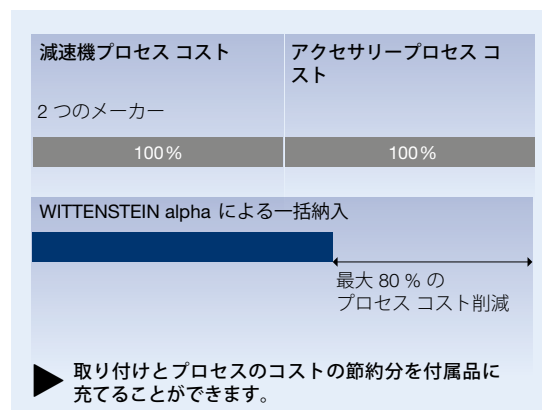 減速機プロセス コスト
アクセサリープロセス コ
スト
2 つのメーカー
100 %
100 %
WITTENSTEIN alpha による一括納入
最大 80 % の
プロセス コスト削減
取り付けとプロセスのコストの節約分を付属品に
充てることができます。